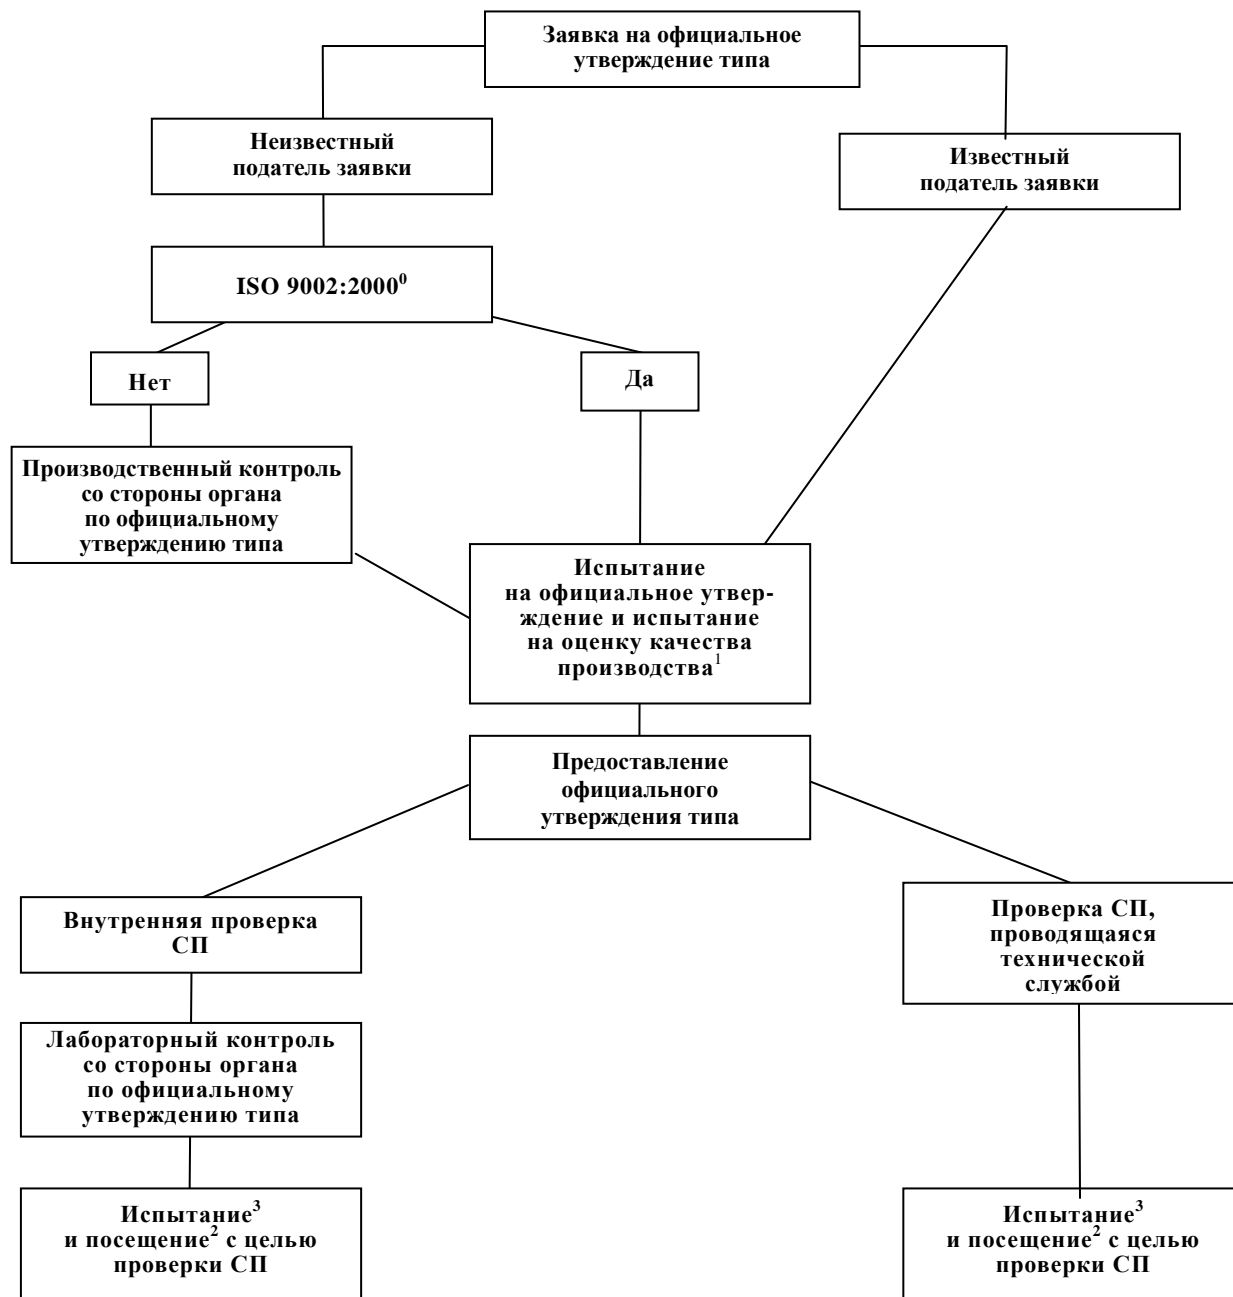 Заявка на официальное
утверждение типа
Неизвестный
податель заявки
Известный
податель заявки
ISO 9002:2000⁰
Нет
Да
Производственный контроль
со стороны органа
по официальному
утверждению типа
Испытание
на официальное утвер-
ждение и испытание
на оценку качества
производства¹
Предоставление
официального
утверждения типа
Внутренняя проверка
СП
Проверка СП,
проводящаяся
технической
службой
Лабораторный контроль
со стороны органа
по официальному
утверждению типа
Испытание³
и посещение² с целью
проверки СП
Испытание³
и посещение² с целью
проверки СП